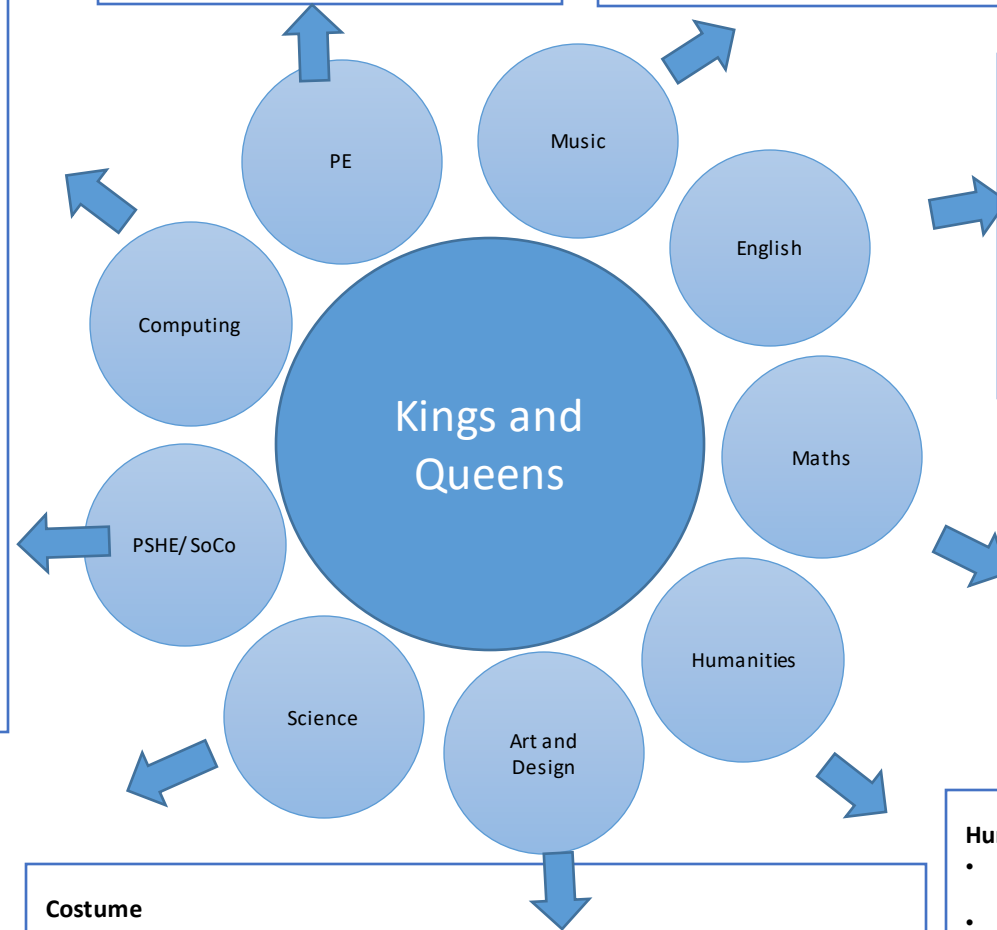 PE
Music
English
Computing
Kings and
Queens
Maths
PSHE/ SoCo
Humanities
Science
Art and
Design
Costume
•
•